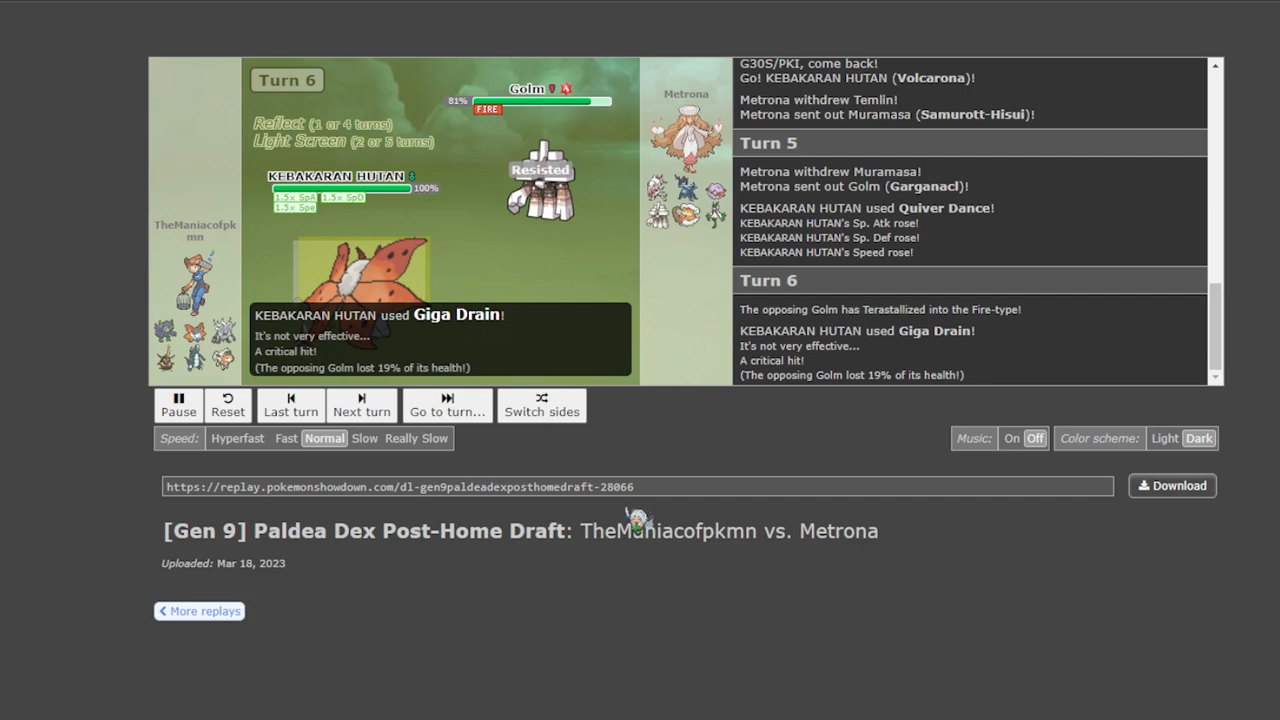 Turn 6
Reflect (1 or 4 turns)
Light Screen (2 or 5 turns)
Golm
81%
FIRE
Resisted
KEBAKARAN HUTAN
100%
1.5× SpA 1.5× SpD
1.5× Spe
TheManiacofpk
mn
KEBAKARAN HUTAN used Giga Drain!
It's not very effective...
A critical hit!
(The opposing Golm lost 19% of its health!)
Metrona
G30S/PKI, come back!
Go! KEBAKARAN HUTAN (Volcarona)!
Metrona withdrew Temlin!
Metrona sent out Muramasa (Samurott-Hisui)!
Turn 5
Metrona withdrew Muramasa!
Metrona sent out Golm (Garganacl)!
KEBAKARAN HUTAN used Quiver Dance!
KEBAKARAN HUTAN's Sp. Atk rose!
KEBAKARAN HUTAN's Sp. Def rose!
KEBAKARAN HUTAN's Speed rose!
Turn 6
The opposing Golm has Terastallized into the Fire-type!
KEBAKARAN HUTAN used Giga Drain!
It's not very effective...
A critical hit!
(The opposing Golm lost 19% of its health!)
Pause Reset Last turn Next turn Go to turn... Switch sides
Speed: Hyperfast Fast Normal Slow Really Slow
Music: On Off Color scheme: Light Dark
https://replay.pokemonshowdown.com/dl-gen9paldeadexposthomedraft-28066
Download
[Gen 9] Paldea Dex Post-Home Draft: TheManiacofpkmn vs. Metrona
Uploaded: Mar 18, 2023
More replays